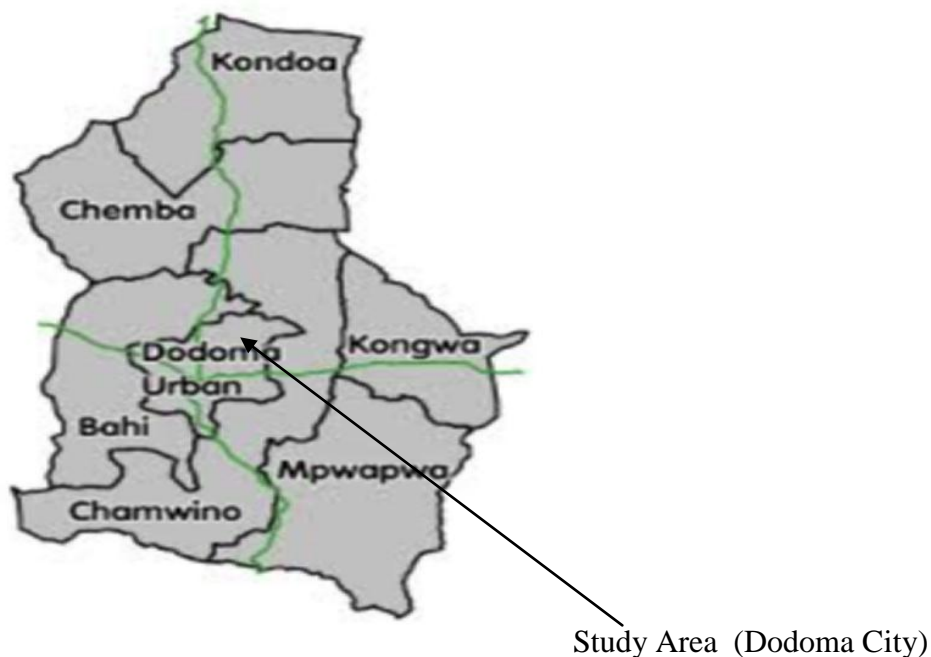 Kondoa
Chemba
Dodoma
Urban
Kongwa
Bahi
Mpwapwa
Chamwino
Study Area (Dodoma City)